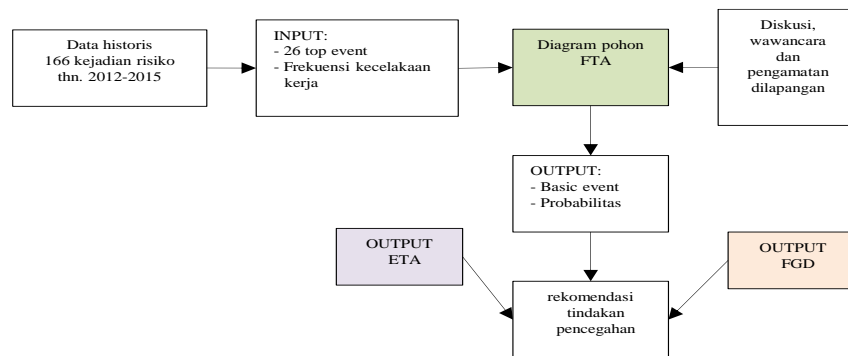 Data historis
166 kejadian risiko
thn. 2012-2015
INPUT:
- 26 top event
- Frekuensi kecelakaan
kerja
Diagram pohon
FTA
Diskusi,
wawancara
dan
pengamatan
dilapangan
OUTPUT:
- Basic event
- Probabilitas
OUTPUT
ETA
OUTPUT
FGD
rekomendasi
tindakan
pencegahan